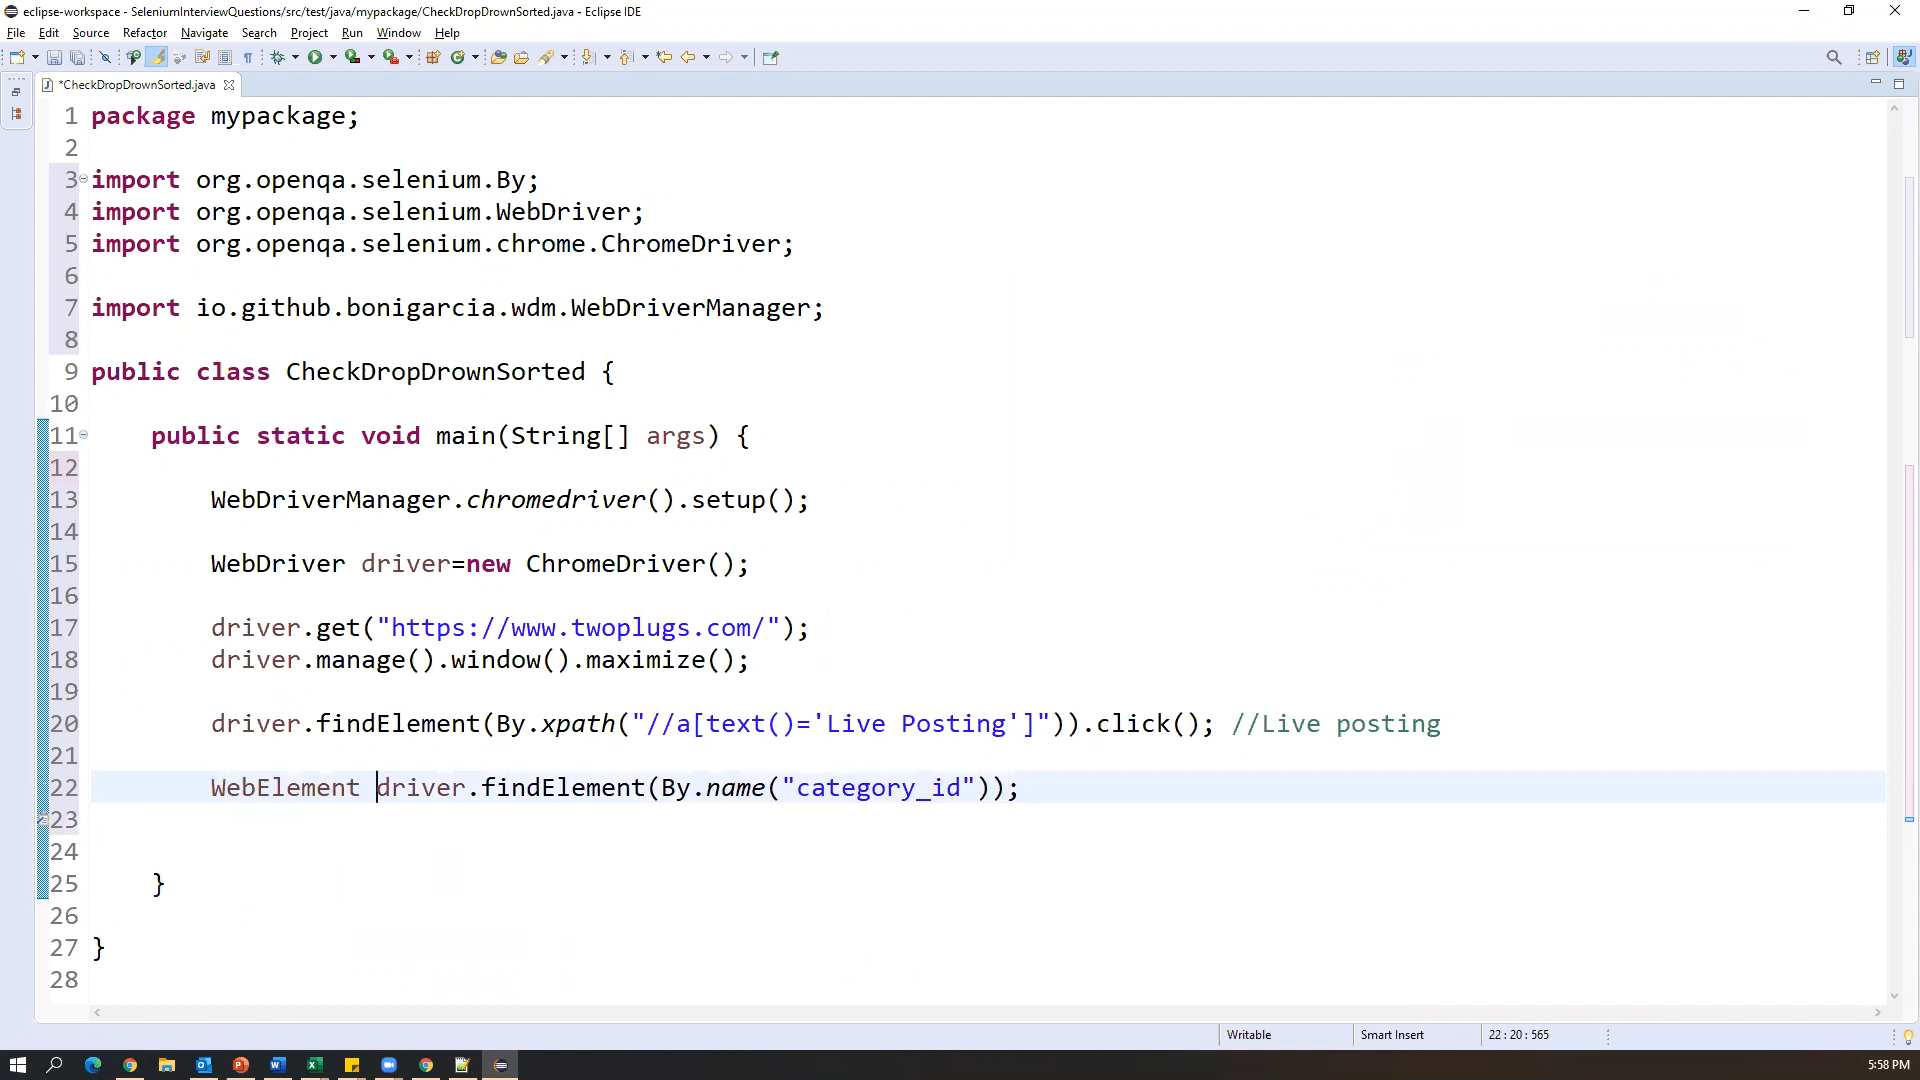 eclipse-workspace - SeleniumInterviewQuestions/src/test/java/mypackage/CheckDropDrownSorted.java - Eclipse IDE
File Edit Source Refactor Navigate Search Project Run Window Help
*CheckDropDrownSorted.java
1 package mypackage;
2
3 import org.openqa.selenium.By;
4 import org.openqa.selenium.WebDriver;
5 import org.openqa.selenium.chrome.ChromeDriver;
6
7 import io.github.bonigarcia.wdm.WebDriverManager;
8
9 public class CheckDropDrownSorted {
10
11 public static void main(String[] args) {
12
13 WebDriverManager.chromedriver().setup();
14
15 WebDriver driver=new ChromeDriver();
16
17 driver.get("https://www.twoplugs.com/");
18 driver.manage().window().maximize();
19
20 driver.findElement(By.xpath("//a[text()='Live Posting']")).click(); //Live posting
21
22 WebElement driver.findElement(By.name("category_id"));
23
24
25 }
26
27 }
28
Writable Smart Insert 22 : 20 : 565
5:58 PM